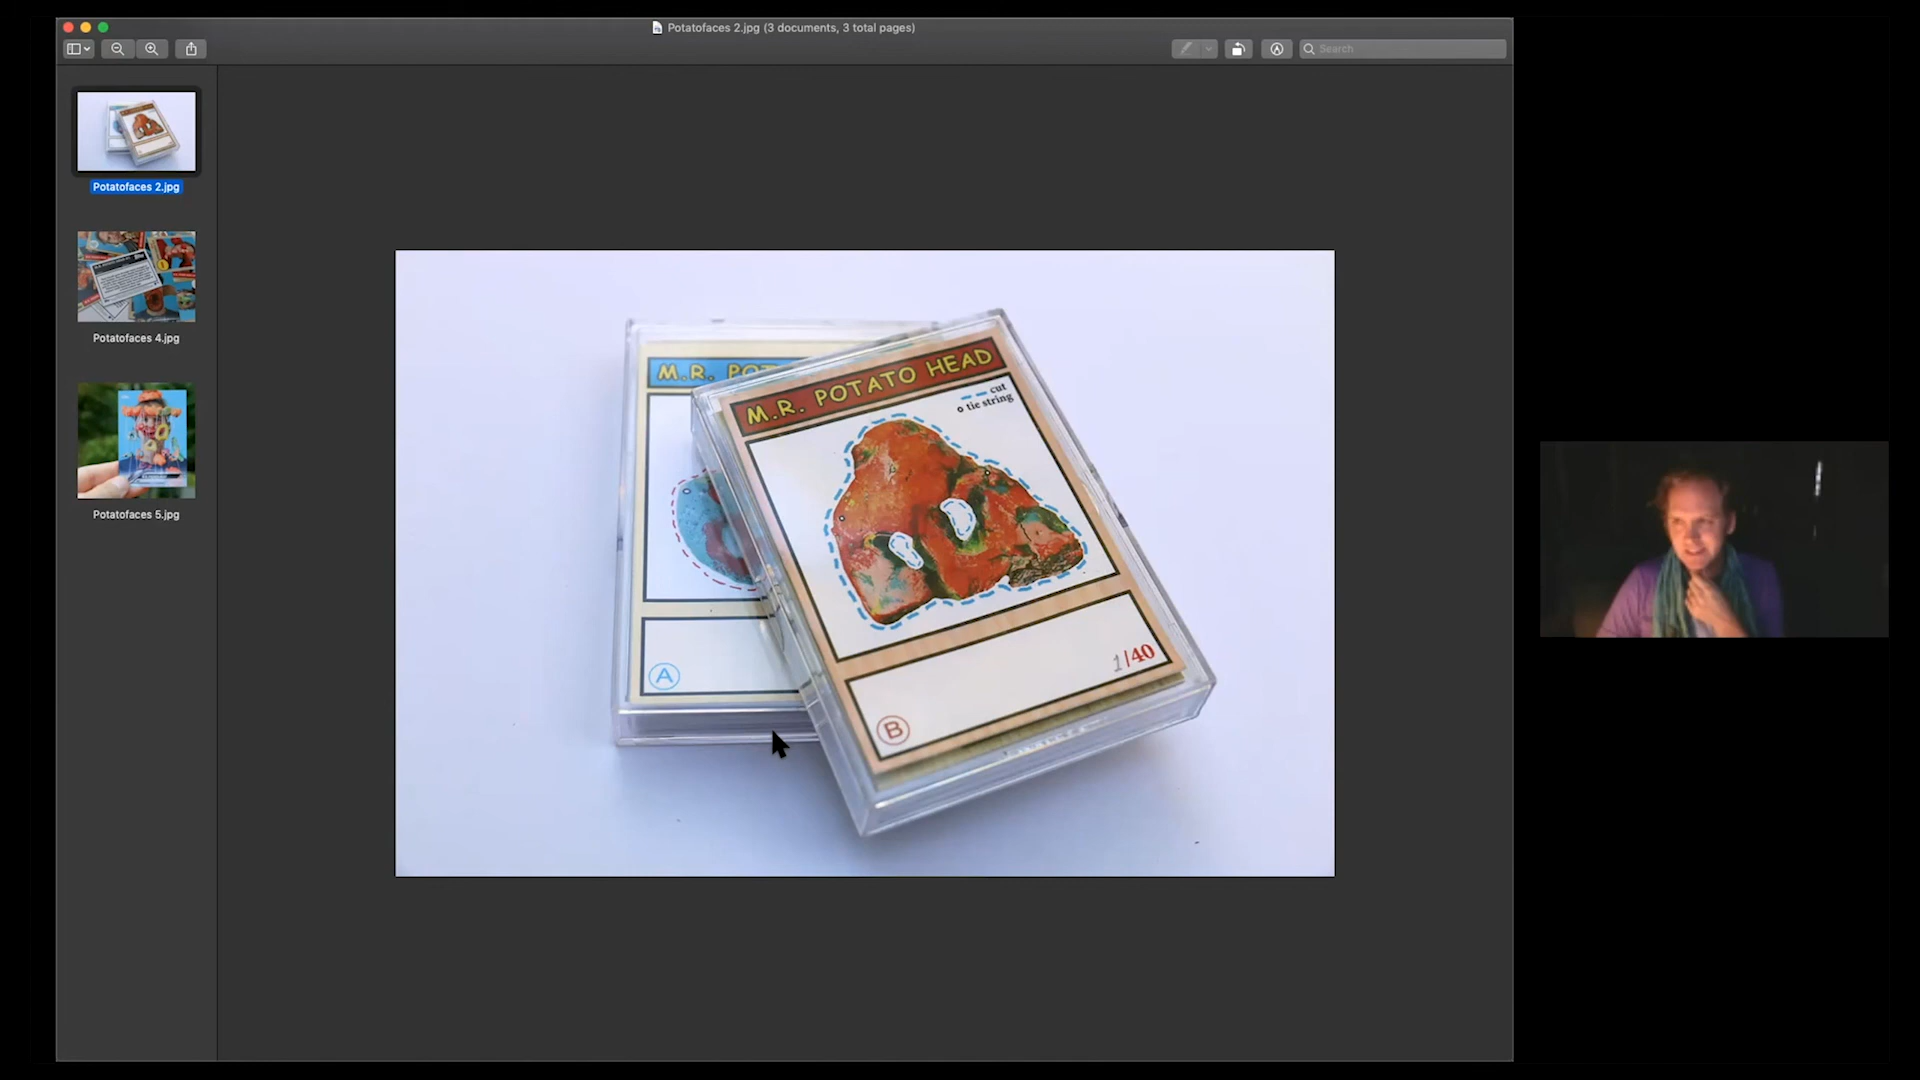 Potatofaces 2.jpg (3 documents, 3 total pages)
Search
Potatofaces 2.jpg
Potatofaces 4.jpg
Potatofaces 5.jpg
M.R. POT
A
M.R. POTATO HEAD
cut
tie string
1/40
B